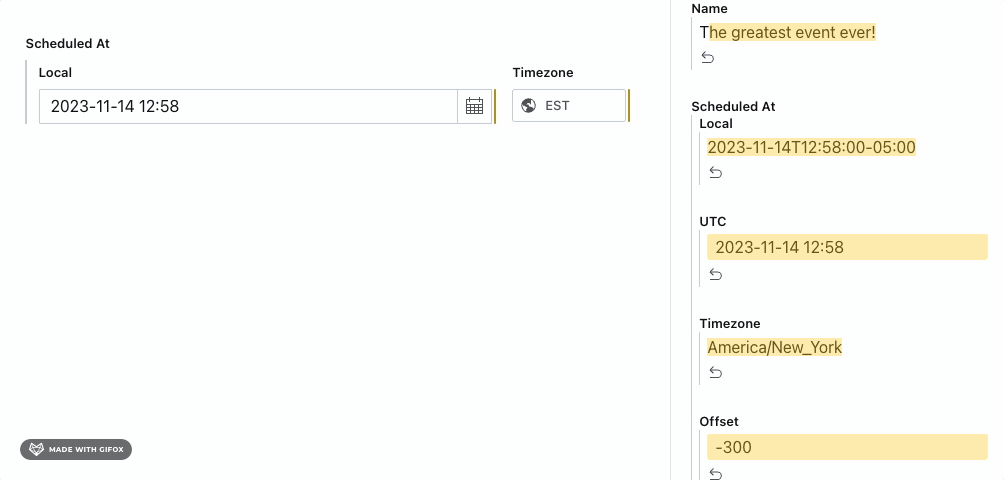 Scheduled At
Local
2023-11-14 12:58
Timezone
EST
MADE WITH GIFOX
Name
The greatest event ever!
Scheduled At
Local
2023-11-14T12:58:00-05:00
UTC
2023-11-14 12:58
Timezone
America/New_York
Offset
-300